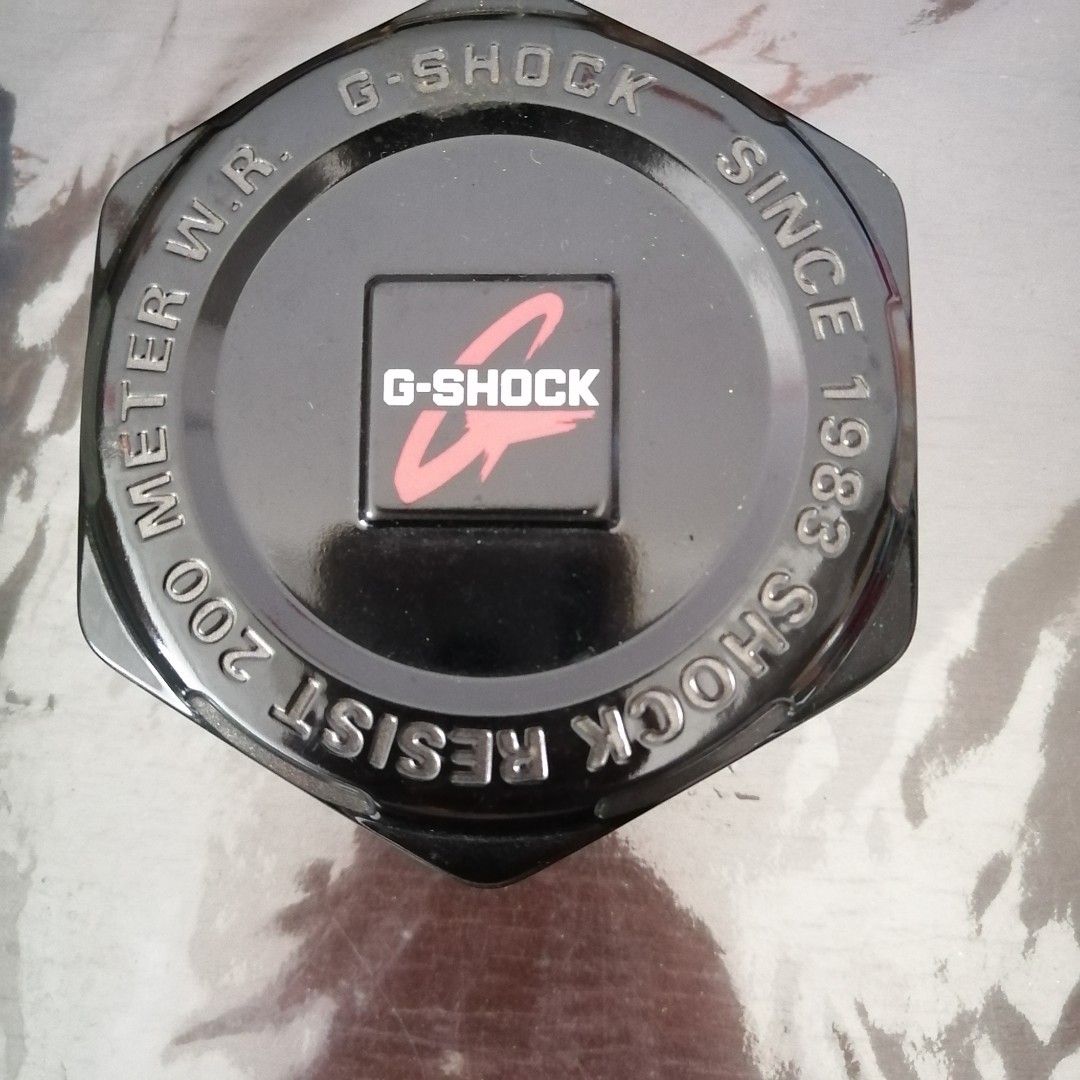 G-SHOCK SINCE 1983 SHOCK RESIST 200 METER W.R.
G-SHOCK